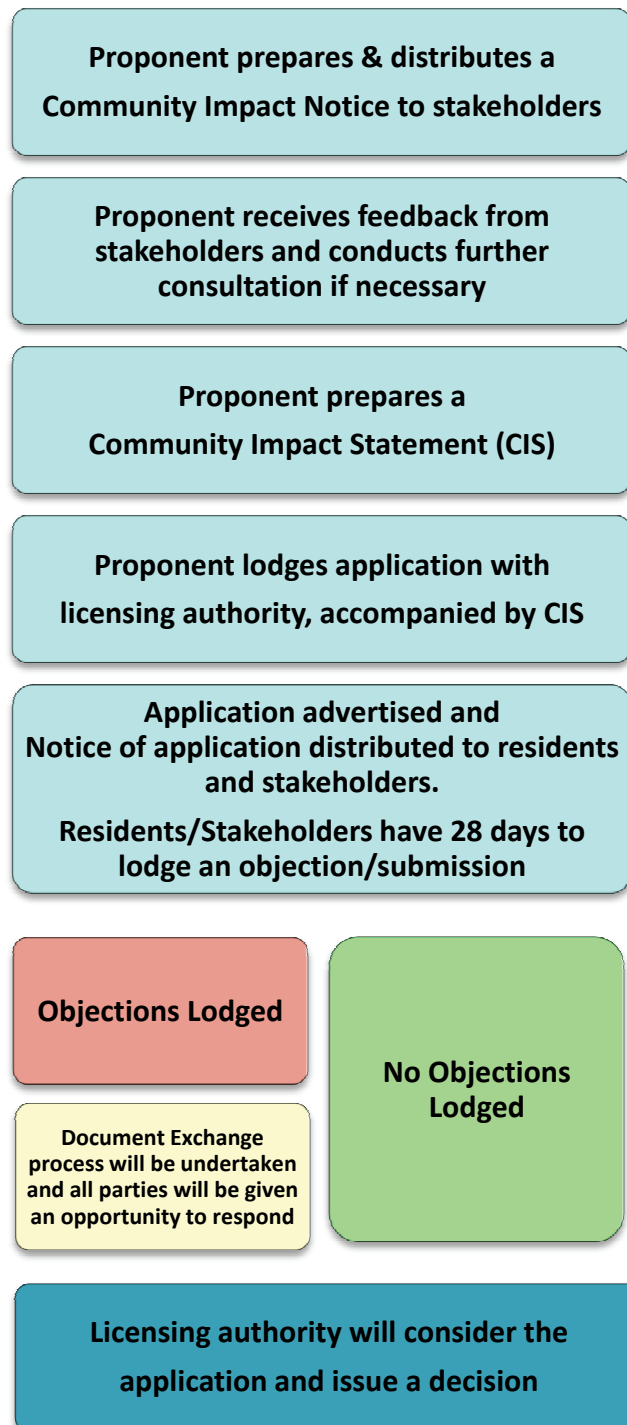 Proponent prepares & distributes a
Community Impact Notice to stakeholders
Proponent receives feedback from
stakeholders and conducts further
consultation if necessary
Proponent prepares a
Community Impact Statement (CIS)
Proponent lodges application with
licensing authority, accompanied by CIS
Application advertised and
Notice of application distributed to residents
and stakeholders.
Residents/Stakeholders have 28 days to
lodge an objection/submission
Objections Lodged
Document Exchange
process will be undertaken
and all parties will be given
an opportunity to respond
No Objections
Lodged
Licensing authority will consider the
application and issue a decision